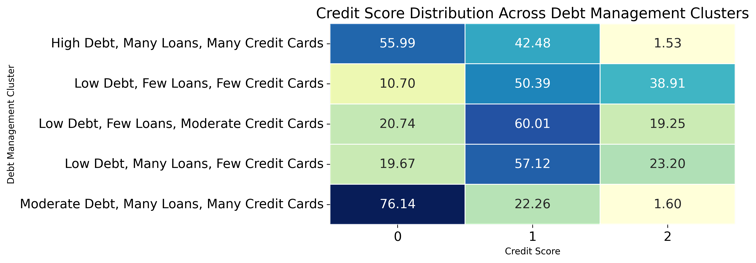 Credit Score Distribution Across Debt Management Clusters
High Debt, Many Loans, Many Credit Cards 55.99 42.48 1.53
Low Debt, Few Loans, Few Credit Cards 10.70 50.39 38.91
Low Debt, Few Loans, Moderate Credit Cards 20.74 60.01 19.25
Low Debt, Many Loans, Few Credit Cards 19.67 57.12 23.20
Moderate Debt, Many Loans, Many Credit Cards 76.14 22.26 1.60
0 1 2
Credit Score
Debt Management Cluster